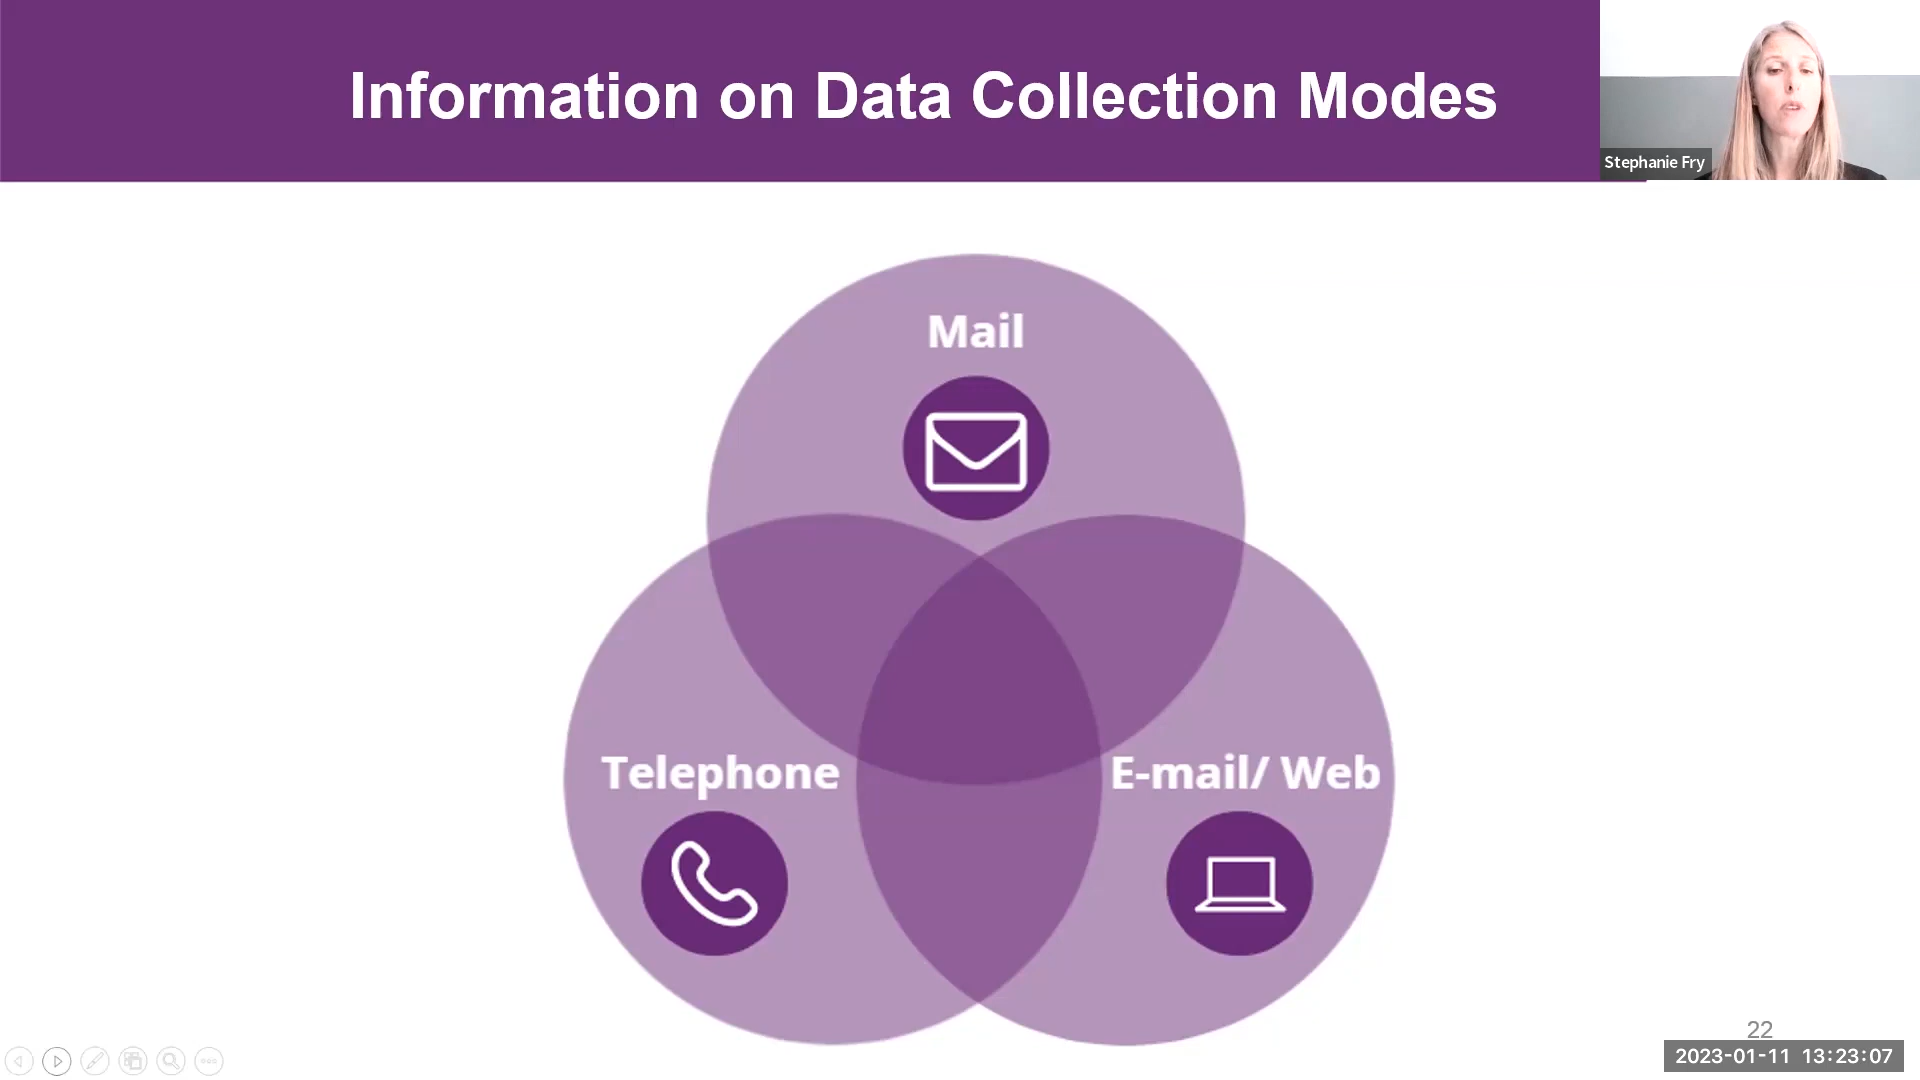 Information on Data Collection Modes
Stephanie Fry
Mail
Telephone
E-mail/ Web
22
2023-01-11 13:23:07